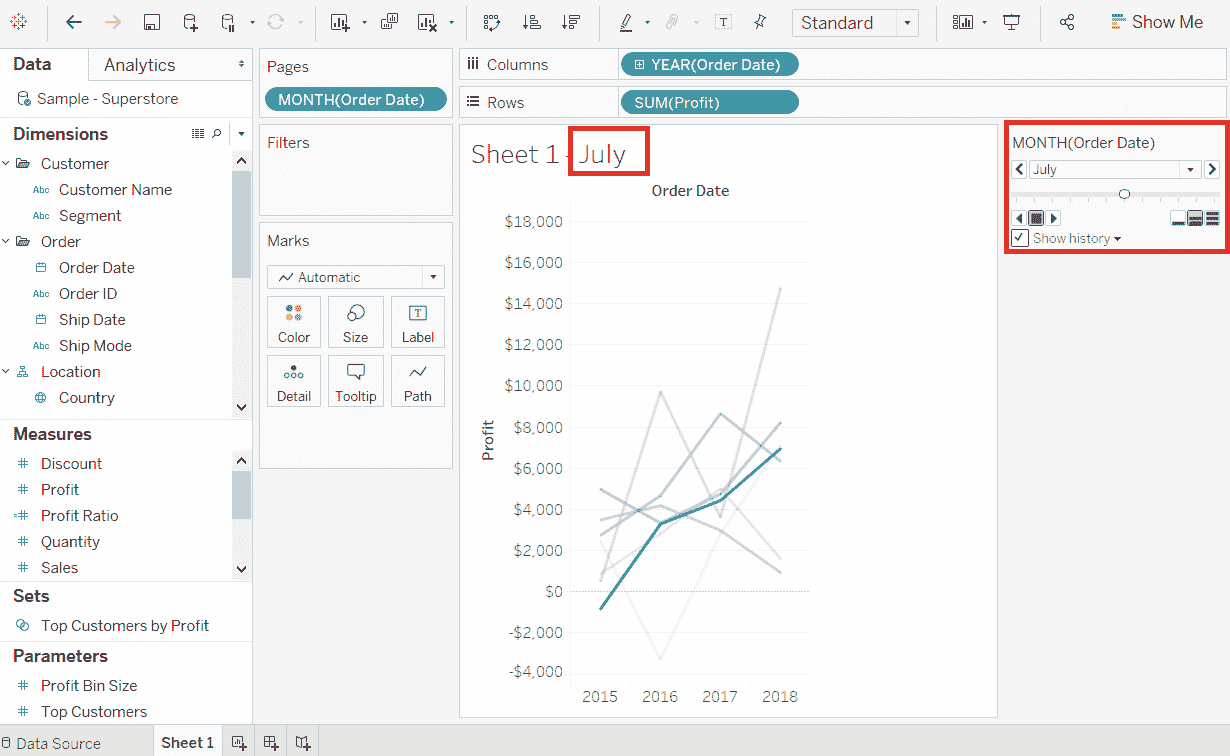 Standard
Show Me
Data
Analytics
Sample - Superstore
Dimensions
Customer
Abc Customer Name
Abc Segment
Order
Order Date
Abc Order ID
Ship Date
Abc Ship Mode
Location
Country
Measures
# Discount
# Profit
=# Profit Ratio
# Quantity
# Sales
Sets
Top Customers by Profit
Parameters
# Profit Bin Size
# Top Customers
Pages
MONTH(Order Date)
Filters
Marks
Automatic
Color Size Label
Detail Tooltip Path
Columns
YEAR(Order Date)
Rows
SUM(Profit)
Sheet 1 - July
Order Date
Profit
$18,000
$16,000
$14,000
$12,000
$10,000
$8,000
$6,000
$4,000
$2,000
$0
-$2,000
-$4,000
2015 2016 2017 2018
MONTH(Order Date)
July
Show history
Data Source
Sheet 1